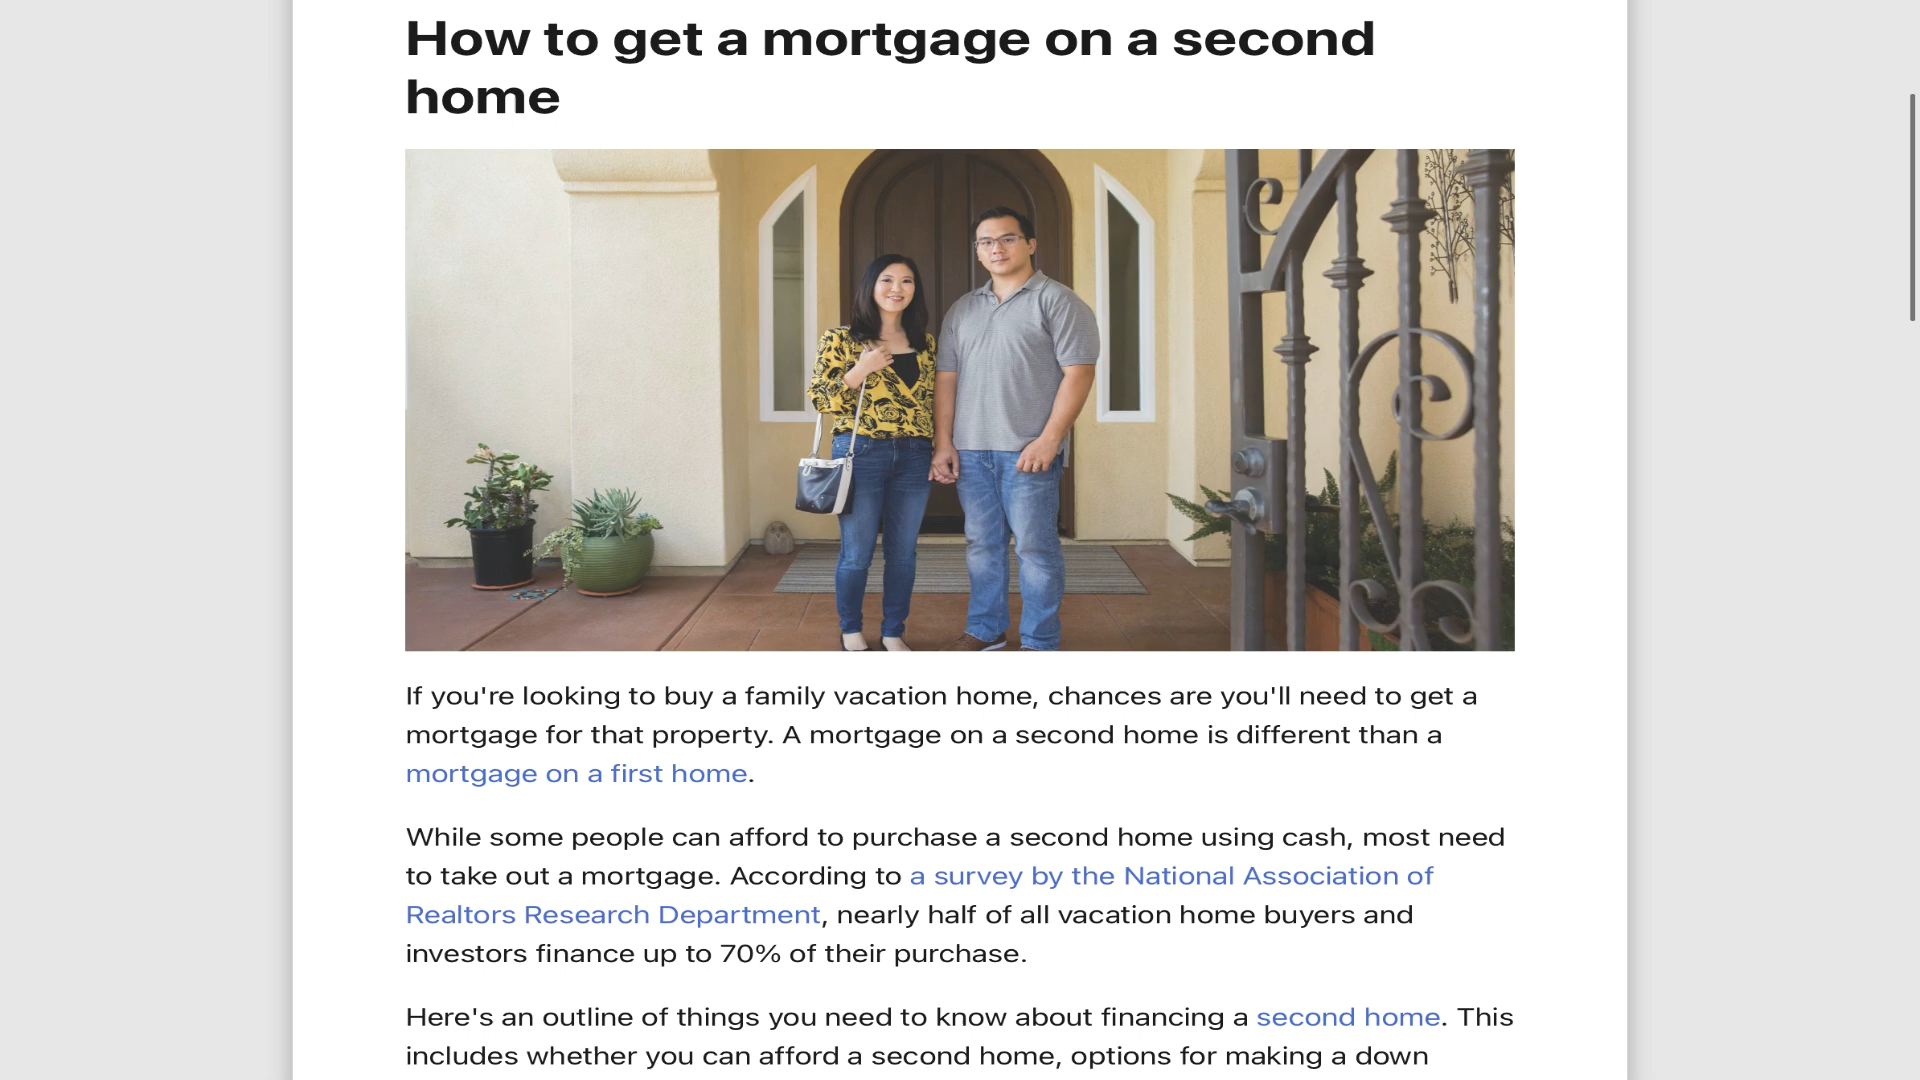 How to get a mortgage on a second
home
If you're looking to buy a family vacation home, chances are you'll need to get a
mortgage for that property. A mortgage on a second home is different than a
mortgage on a first home.
While some people can afford to purchase a second home using cash, most need
to take out a mortgage. According to a survey by the National Association of
Realtors Research Department, nearly half of all vacation home buyers and
investors finance up to 70% of their purchase.
Here's an outline of things you need to know about financing a second home. This
includes whether you can afford a second home, options for making a down